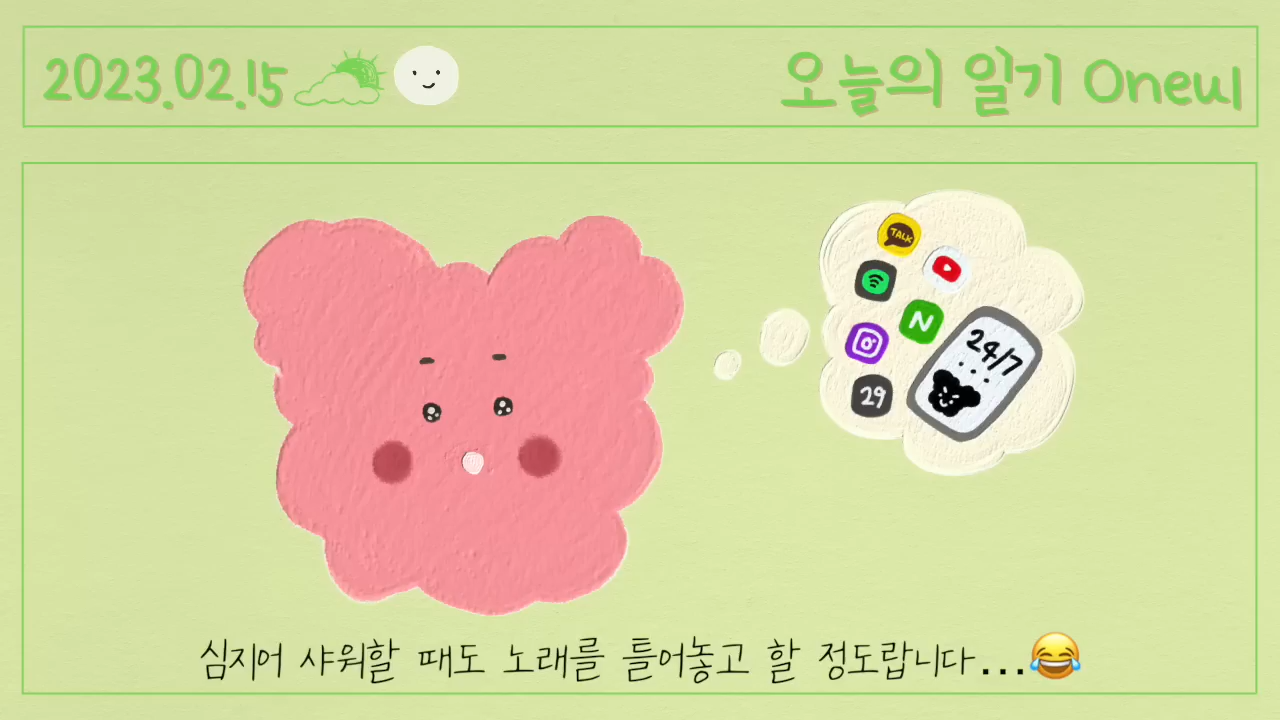 2023.02.15
오늘의 일기 Oneul
TALK
N
29
24/7
...
심지어 샤워할 때도 노래를 틀어놓고 할 정도랍니다...😂